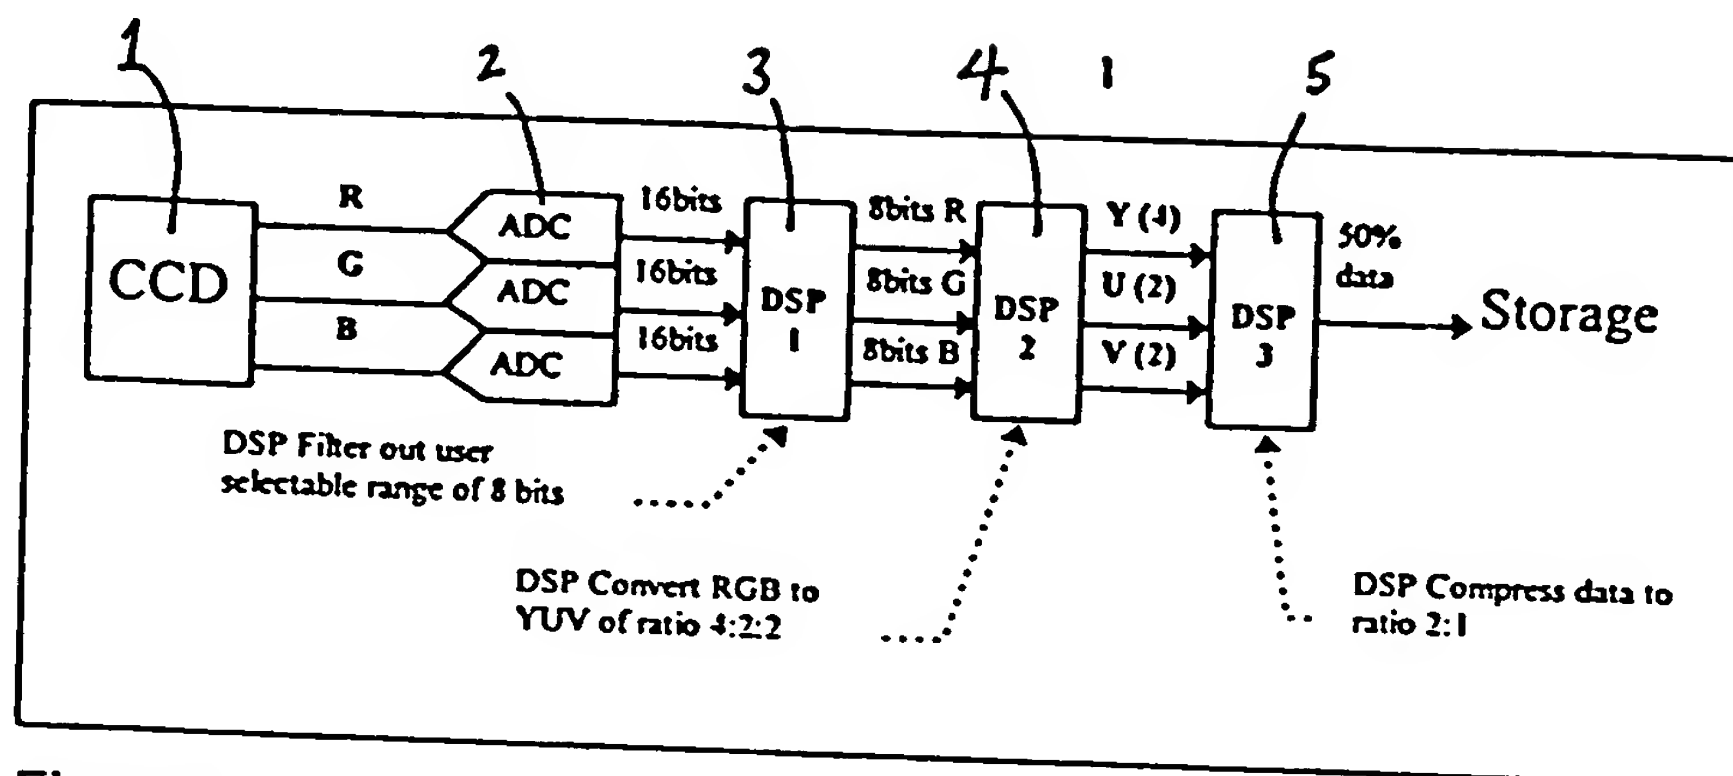 1
2
3
4
1
5
R
G
B
CCD
ADC
ADC
ADC
16bits
16bits
16bits
DSP
1
8bits R
8bits G
8bits B
DSP
2
Y (4)
U (2)
V (2)
DSP
3
50%
data
Storage
DSP Filter out user
selectable range of 8 bits
DSP Convert RGB to
YUV of ratio 4:2:2
DSP Compress data to
ratio 2:1